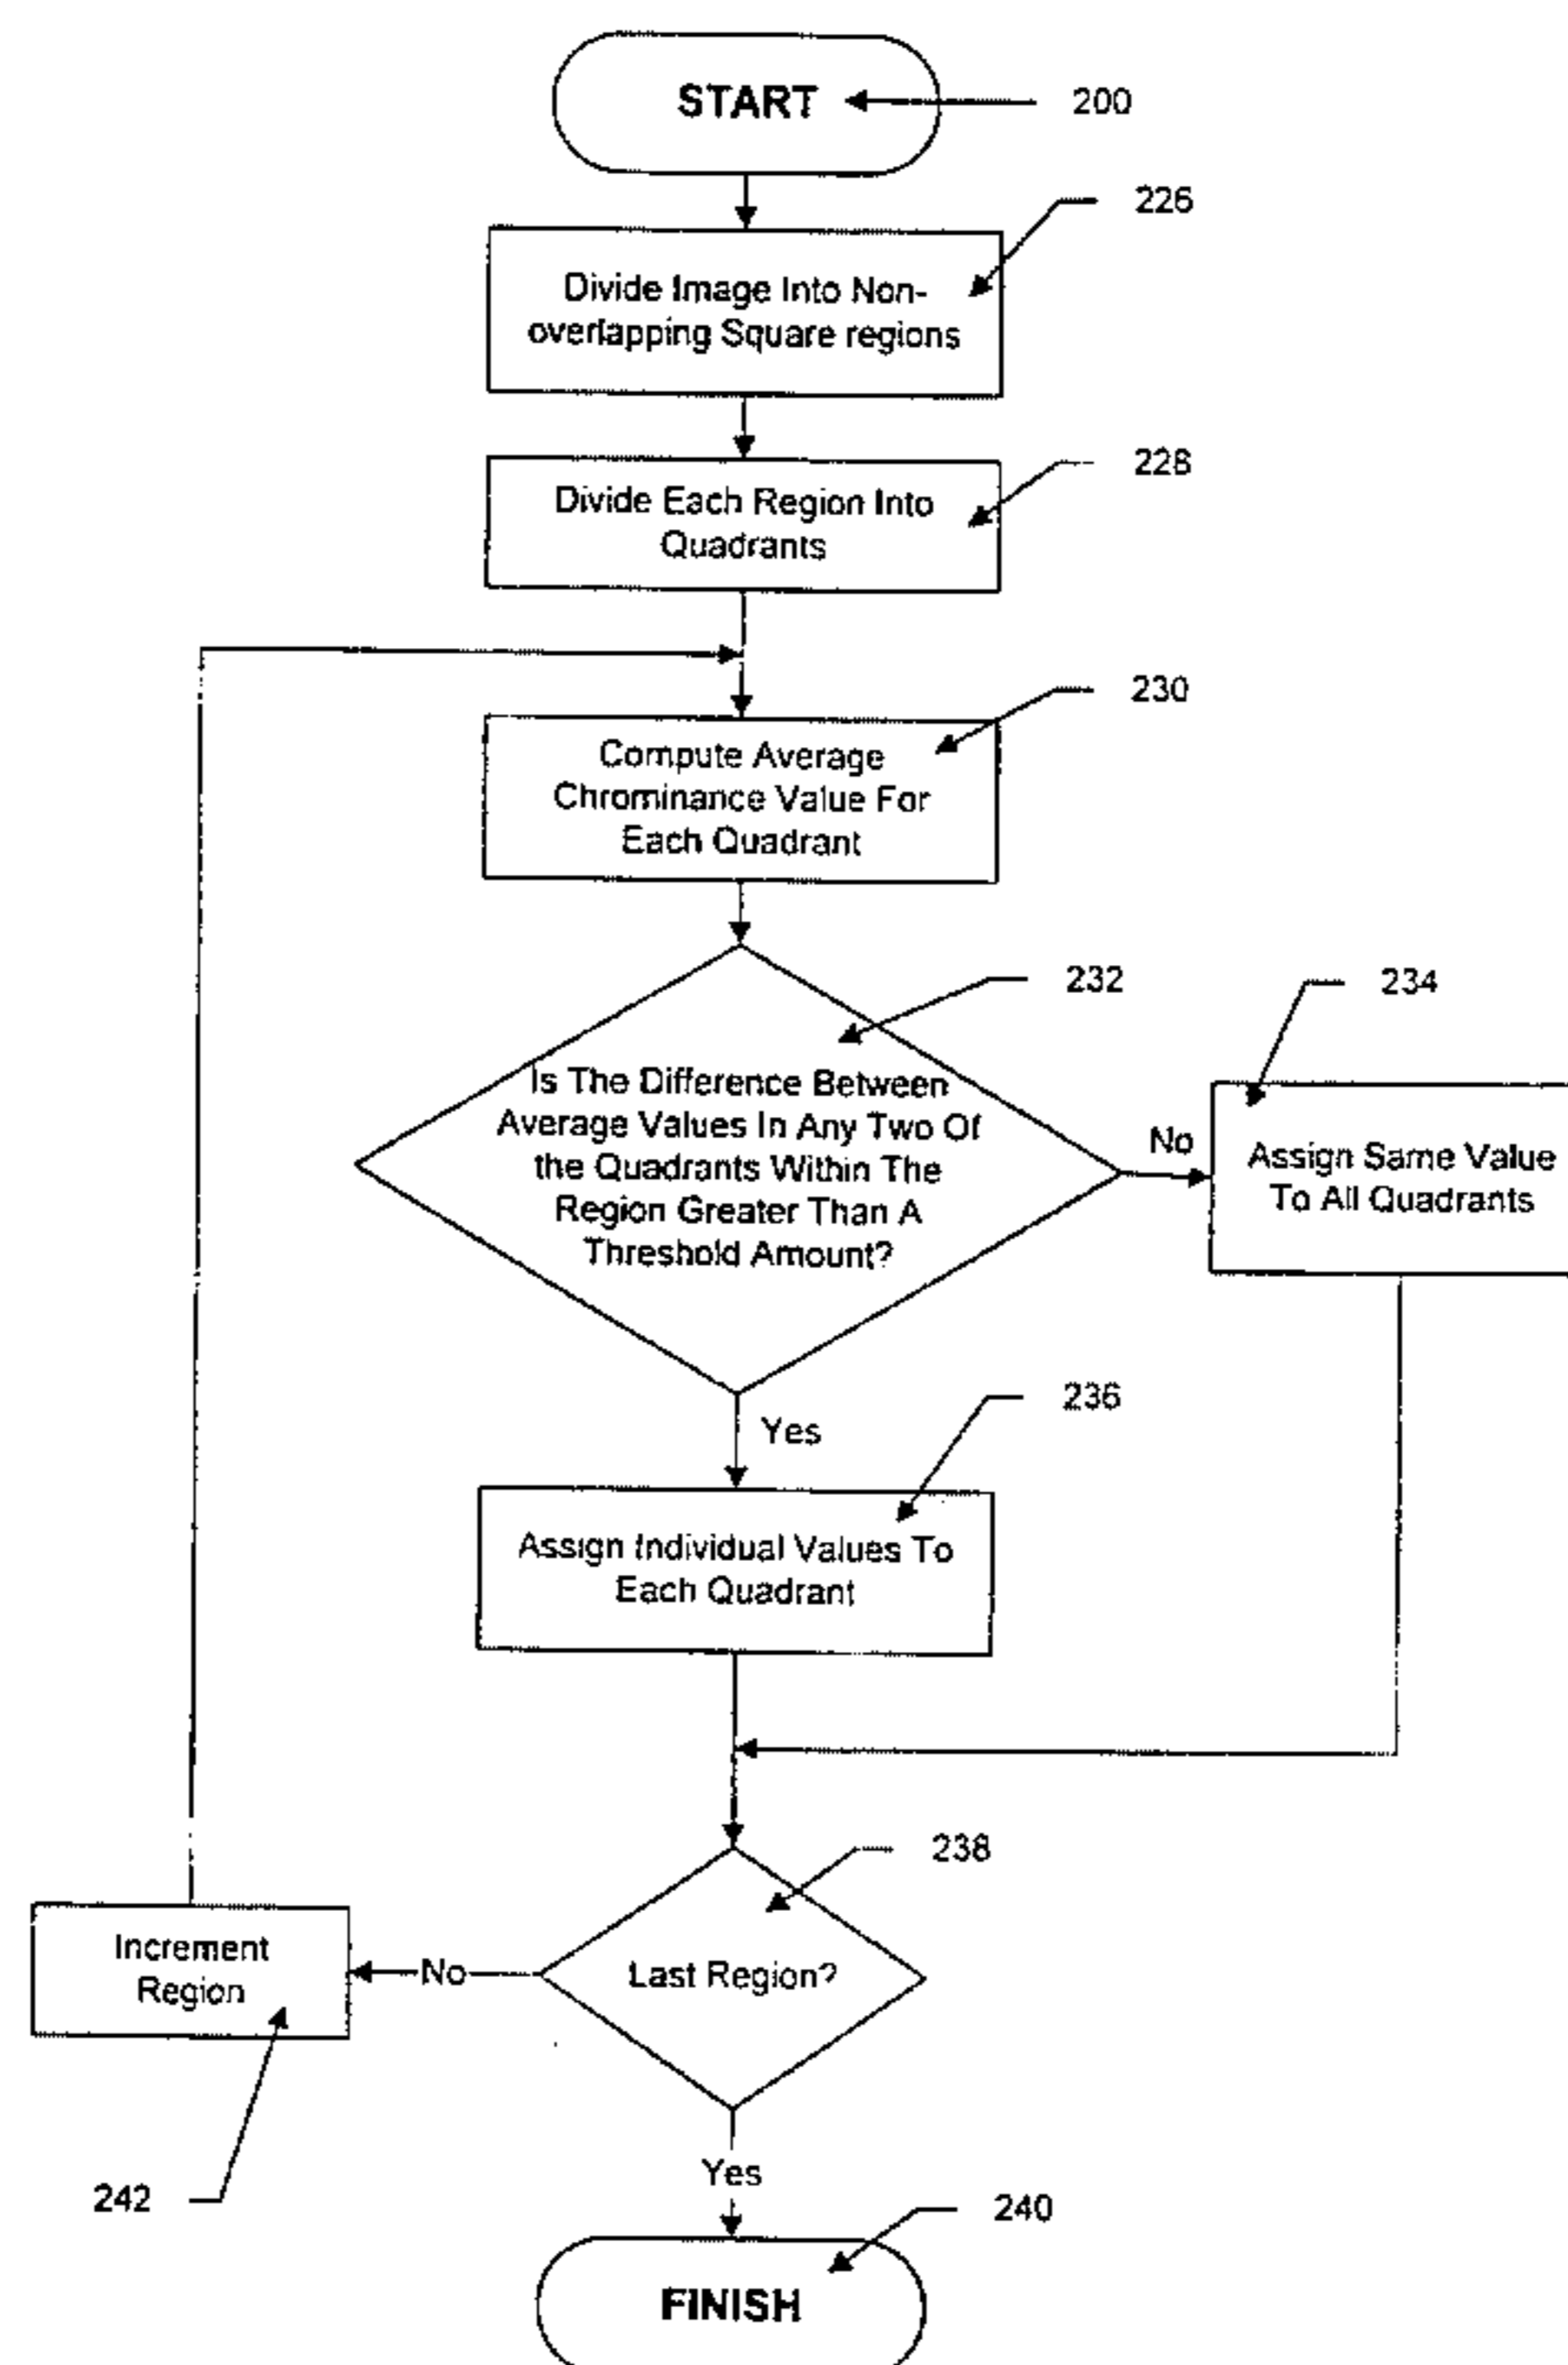 START
200
226
Divide Image Into Non-
overlapping Square regions
228
Divide Each Region Into
Quadrants
230
Compute Average
Chrominance Value For
Each Quadrant
232
234
Is The Difference Between
Average Values In Any Two Of
the Quadrants Within The
Region Greater Than A
Threshold Amount?
No
Assign Same Value
To All Quadrants
Yes
236
Assign Individual Values To
Each Quadrant
238
Last Region?
No
Increment
Region
242
Yes
240
FINISH